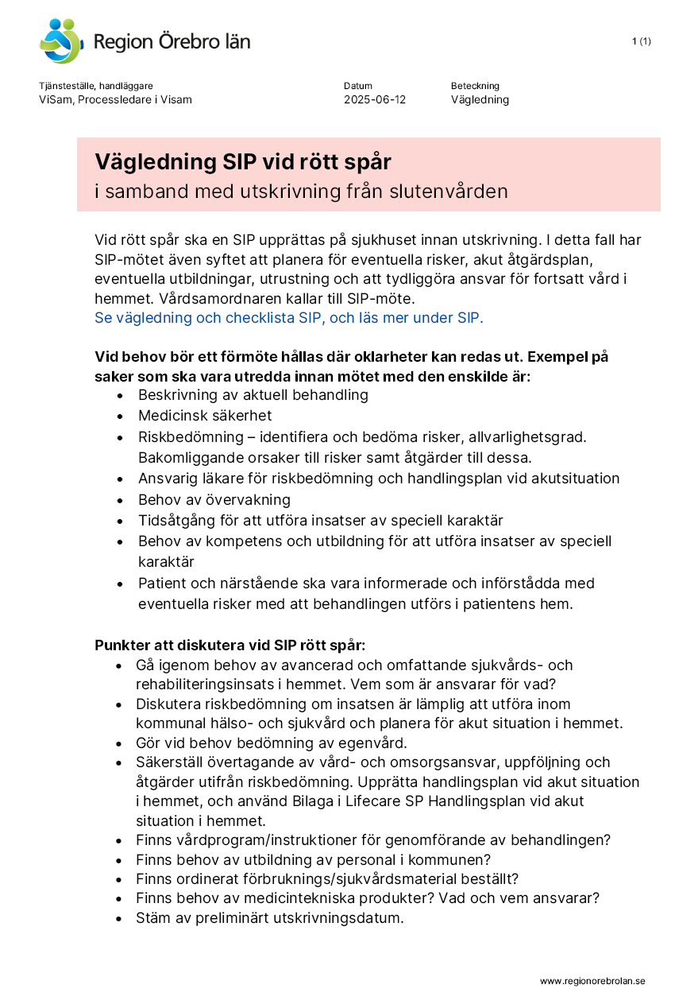 Region Örebro län
1 (1)
Tjänsteställe, handläggare
ViSam, Processledare i Visam
Datum
2025-06-12
Beteckning
Vägledning
Vägledning SIP vid rött spår
i samband med utskrivning från slutenvården
Vid rött spår ska en SIP upprättas på sjukhuset innan utskrivning. I detta fall har
SIP-mötet även syftet att planera för eventuella risker, akut åtgärdsplan,
eventuella utbildningar, utrustning och att tydliggöra ansvar för fortsatt vård i
hemmet. Vårdsamordnaren kallar till SIP-möte.
Se vägledning och checklista SIP, och läs mer under SIP.
Vid behov bör ett förmöte hållas där oklarheter kan redas ut. Exempel på
saker som ska vara utredda innan mötet med den enskilde är:
• Beskrivning av aktuell behandling
• Medicinsk säkerhet
• Riskbedömning – identifiera och bedöma risker, allvarlighetsgrad.
Bakomliggande orsaker till risker samt åtgärder till dessa.
• Ansvarig läkare för riskbedömning och handlingsplan vid akutsituation
• Behov av övervakning
• Tidsåtgång för att utföra insatser av speciell karaktär
• Behov av kompetens och utbildning för att utföra insatser av speciell
karaktär
• Patient och närstående ska vara informerade och införstådda med
eventuella risker med att behandlingen utförs i patientens hem.
Punkter att diskutera vid SIP rött spår:
• Gå igenom behov av avancerad och omfattande sjukvårds- och
rehabiliteringsinsats i hemmet. Vem som är ansvarar för vad?
• Diskutera riskbedömning om insatsen är lämplig att utföra inom
kommunal hälso- och sjukvård och planera för akut situation i hemmet.
• Gör vid behov bedömning av egenvård.
• Säkerställ övertagande av vård- och omsorgsansvar, uppföljning och
åtgärder utifrån riskbedömning. Upprätta handlingsplan vid akut situation
i hemmet, och använd Bilaga i Lifecare SP Handlingsplan vid akut
situation i hemmet.
• Finns vårdprogram/instruktioner för genomförande av behandlingen?
• Finns behov av utbildning av personal i kommunen?
• Finns ordinerat förbruknings/sjukvårdsmaterial beställt?
• Finns behov av medicintekniska produkter? Vad och vem ansvarar?
• Stäm av preliminärt utskrivningsdatum.
www.regionorebrolan.se